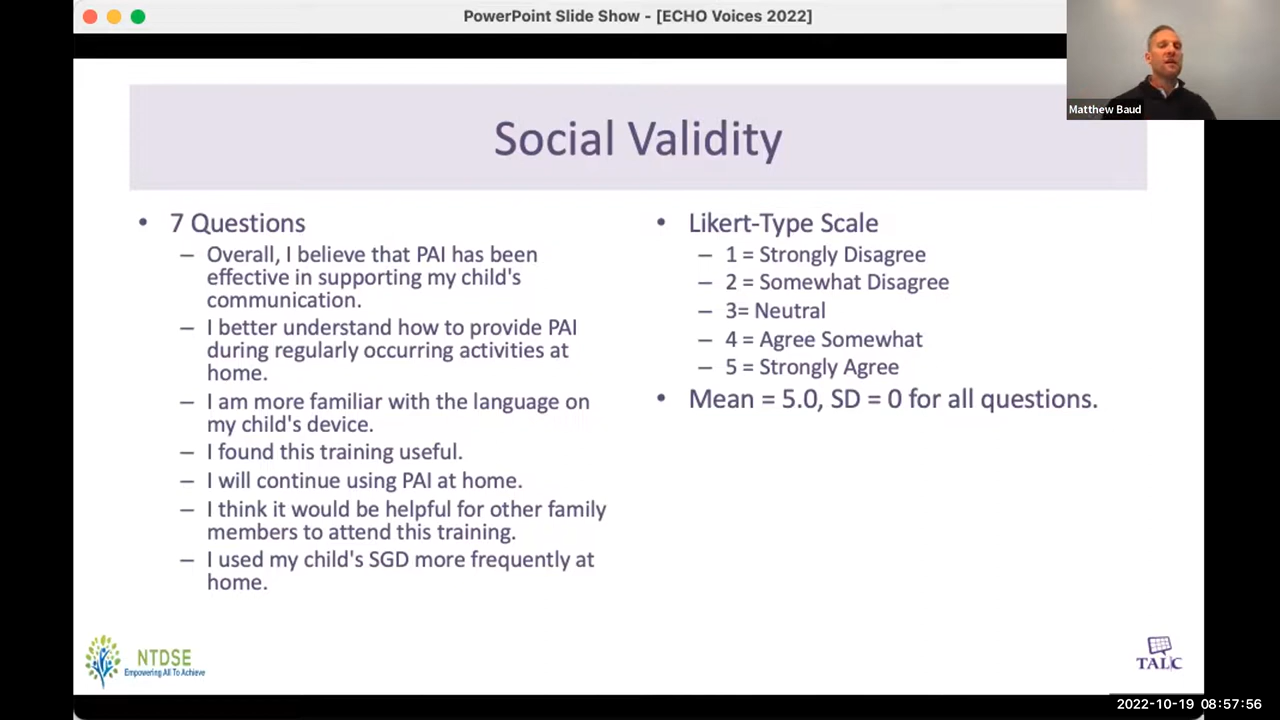 PowerPoint Slide Show - [ECHO Voices 2022]
Matthew Baud
Social Validity
• 7 Questions
– Overall, I believe that PAI has been
effective in supporting my child's
communication.
– I better understand how to provide PAI
during regularly occurring activities at
home.
– I am more familiar with the language on
my child's device.
– I found this training useful.
– I will continue using PAI at home.
– I think it would be helpful for other family
members to attend this training.
– I used my child's SGD more frequently at
home.
• Likert-Type Scale
– 1 = Strongly Disagree
– 2 = Somewhat Disagree
– 3= Neutral
– 4 = Agree Somewhat
– 5 = Strongly Agree
• Mean = 5.0, SD = 0 for all questions.
NTDSE
Empowering All To Achieve
TALC
2022-10-19 08:57:56